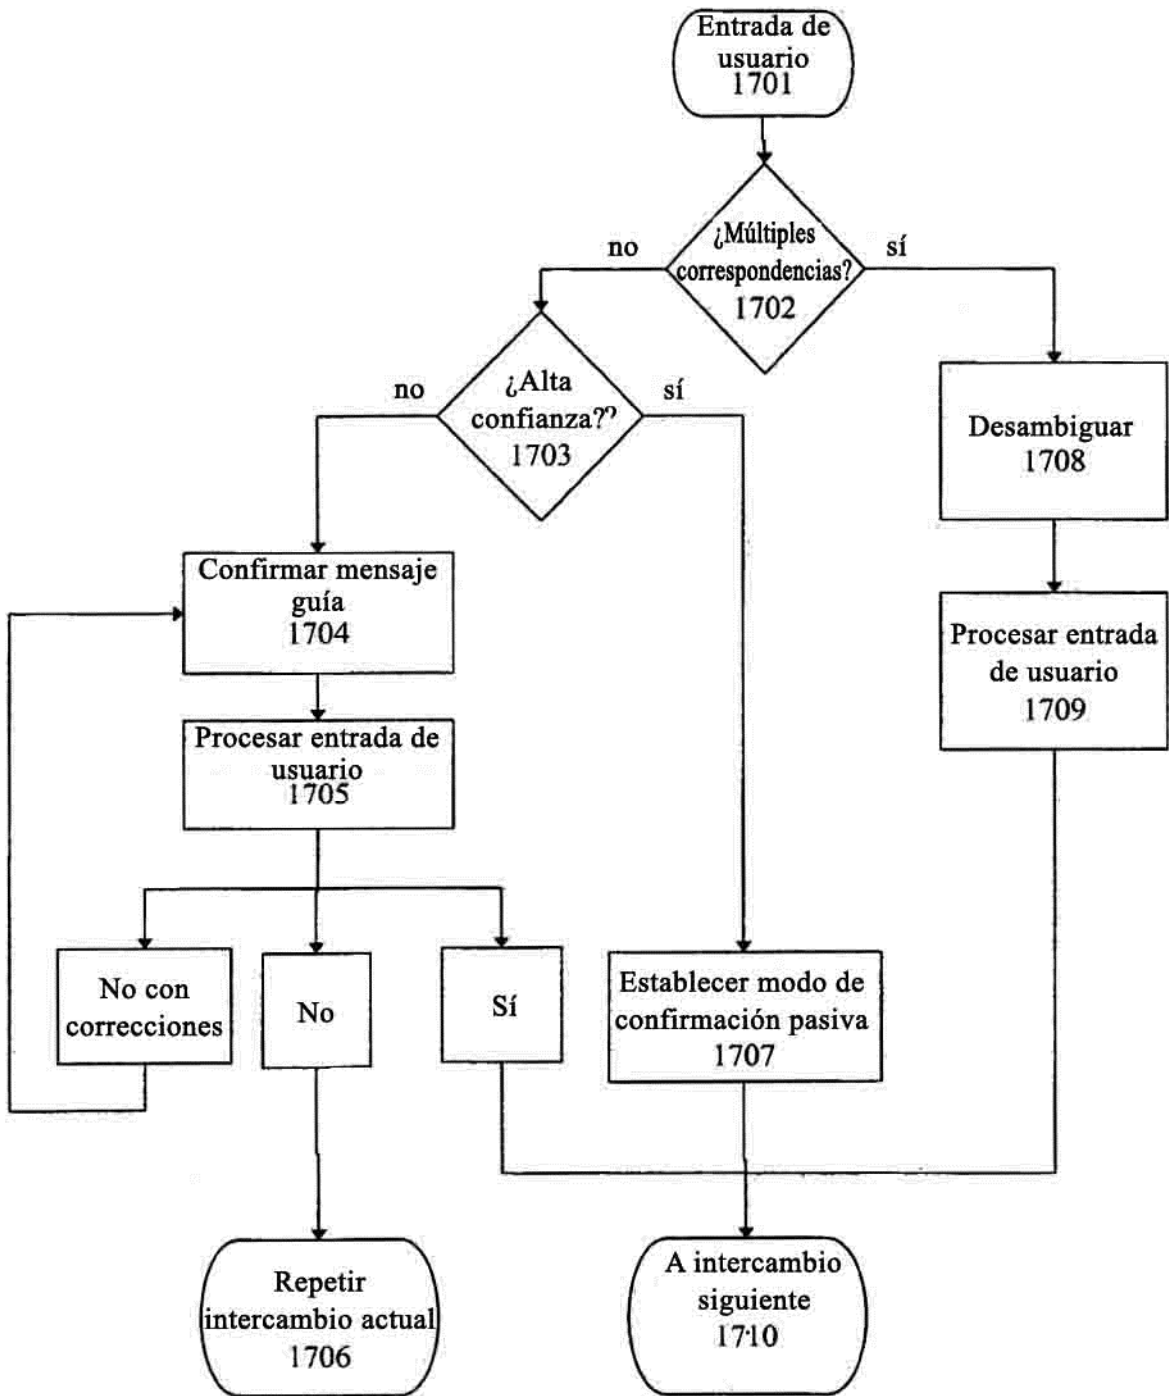 Entrada de
usuario
1701
¿Múltiples
correspondencias?
1702
no
sí
¿Alta
confianza??
1703
no
sí
Desambiguar
1708
Confirmar mensaje
guía
1704
Procesar entrada
de usuario
1709
Procesar entrada de
usuario
1705
No con
correcciones
No
Sí
Establecer modo de
confirmación pasiva
1707
Repetir
intercambio actual
1706
A intercambio
siguiente
1710